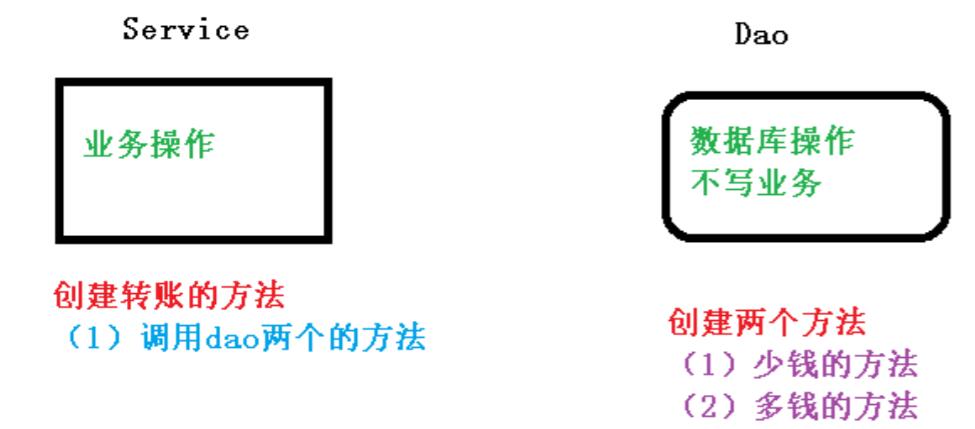 Service
业务操作
创建转账的方法
（1）调用dao两个的方法
Dao
数据库操作
不写业务
创建两个方法
（1）少钱的方法
（2）多钱的方法